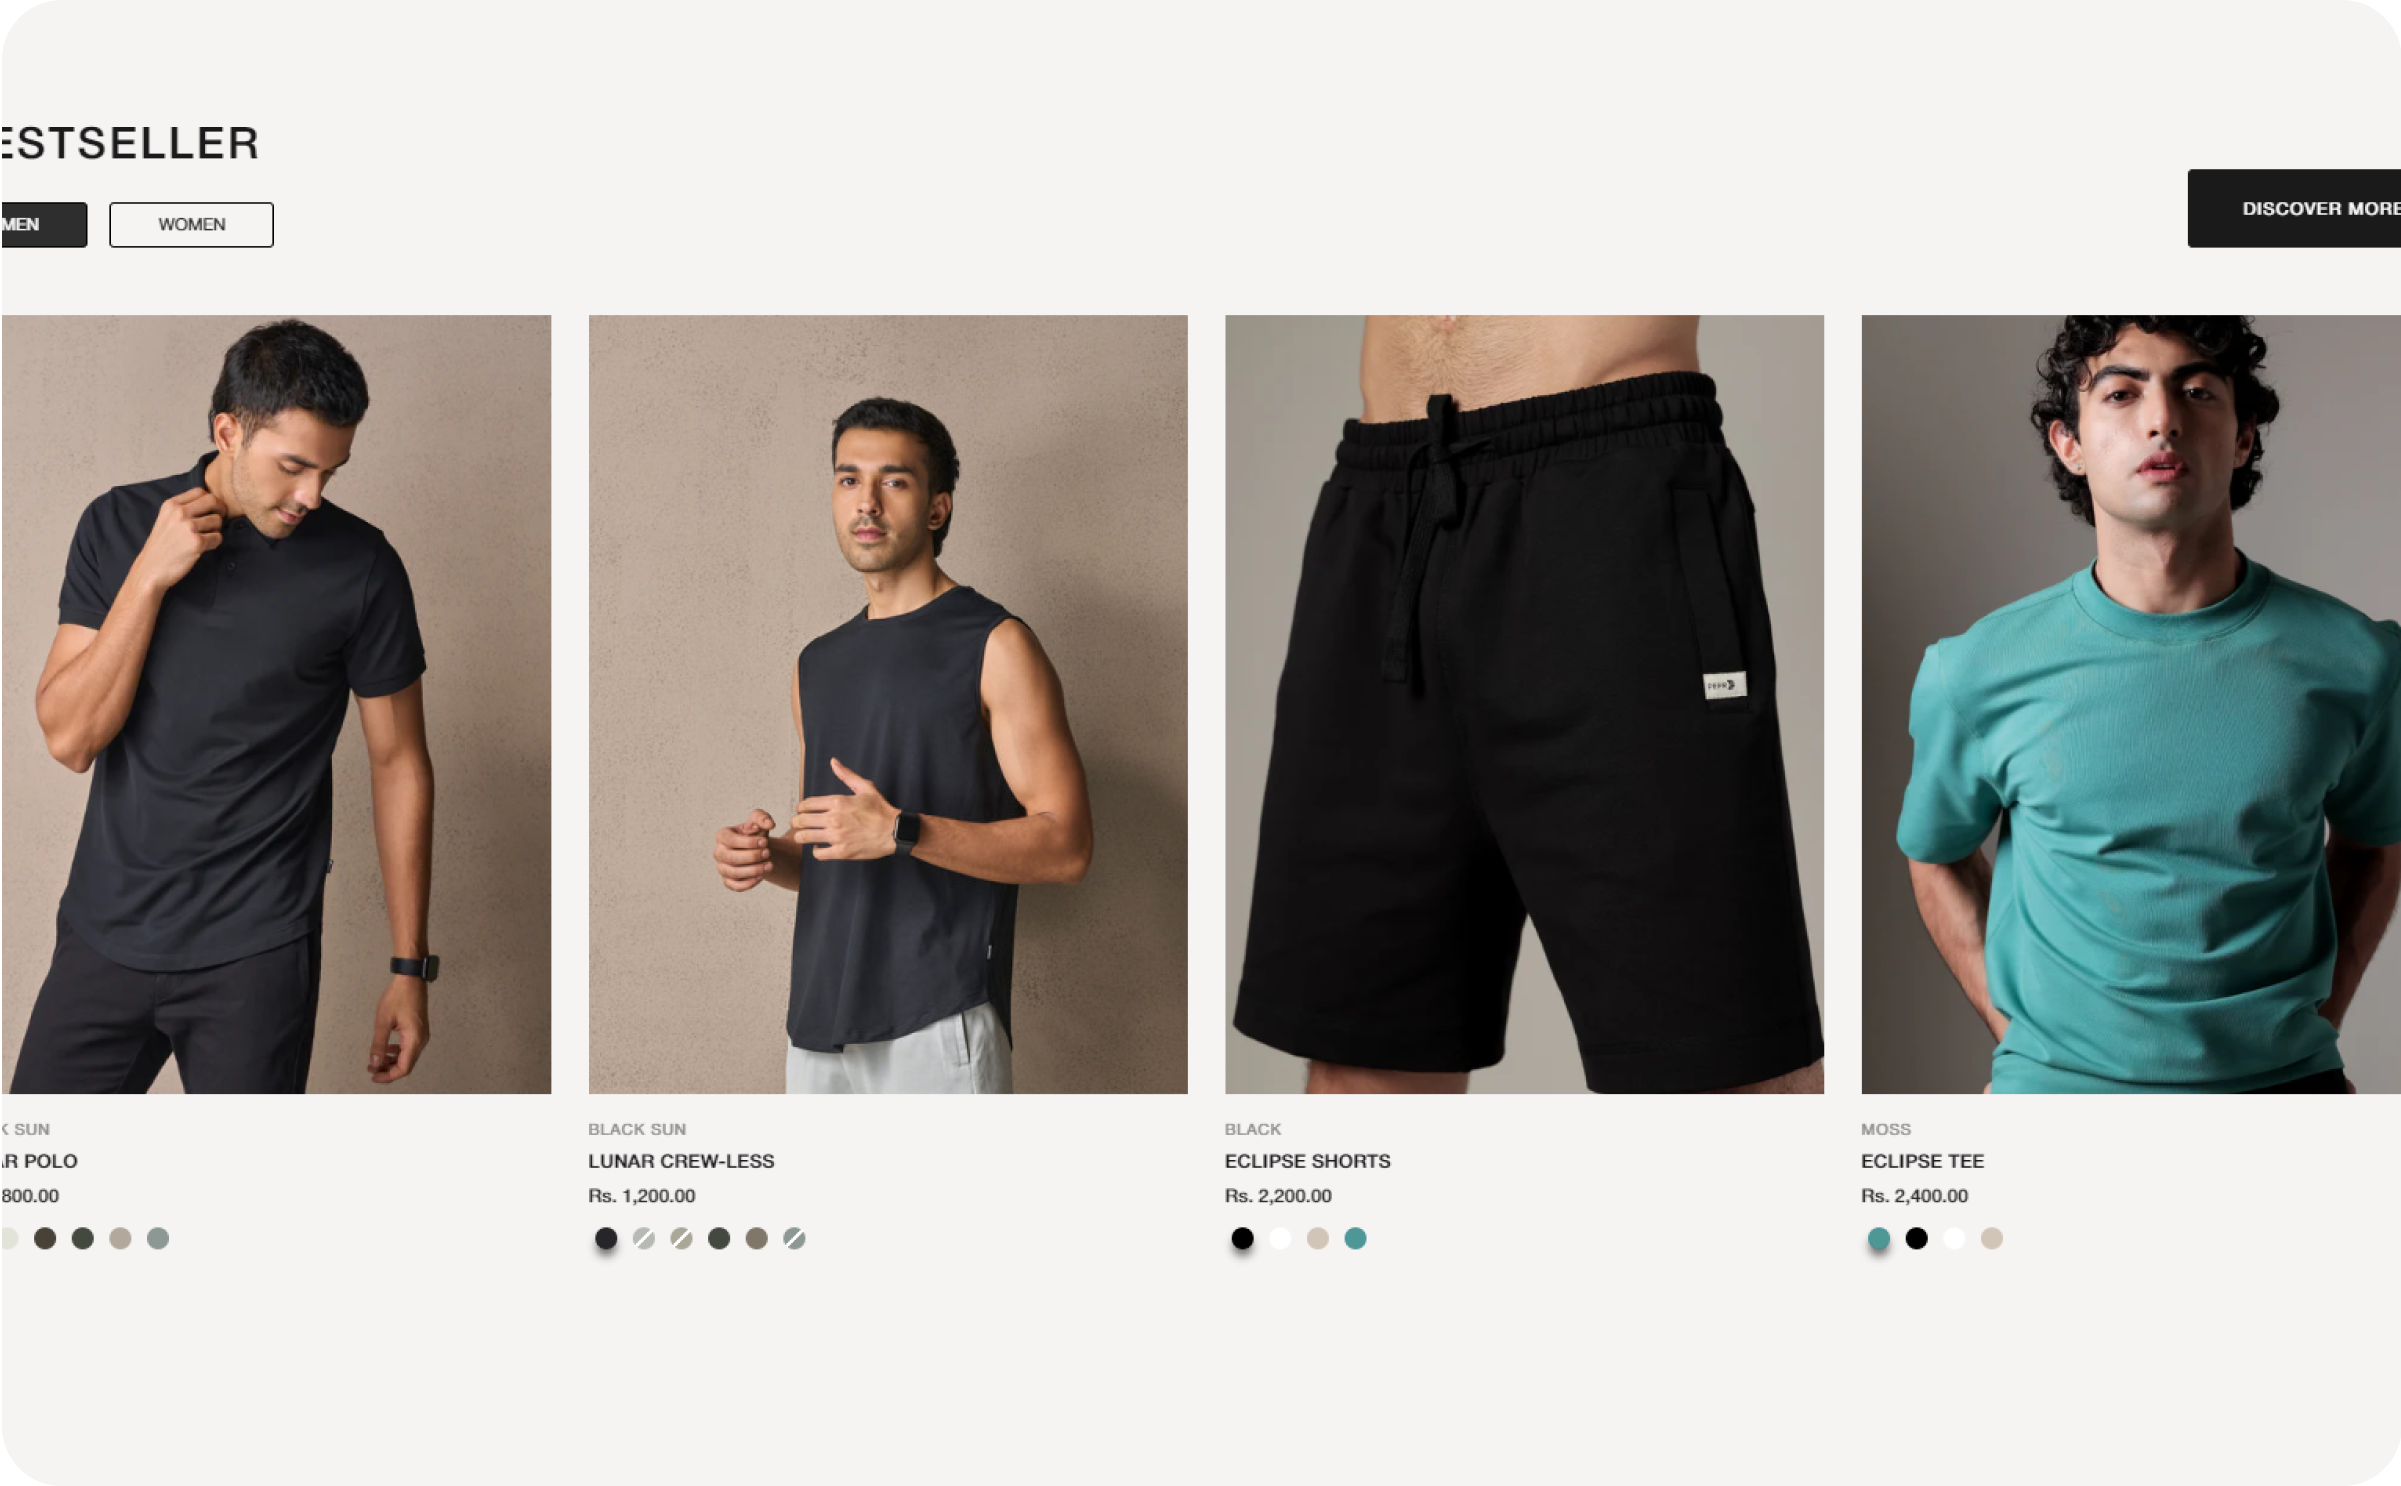 ESTSELLER
MEN
WOMEN
DISCOVER MORE
K SUN
AR POLO
800.00
BLACK SUN
LUNAR CREW-LESS
Rs. 1,200.00
BLACK
ECLIPSE SHORTS
Rs. 2,200.00
MOSS
ECLIPSE TEE
Rs. 2,400.00